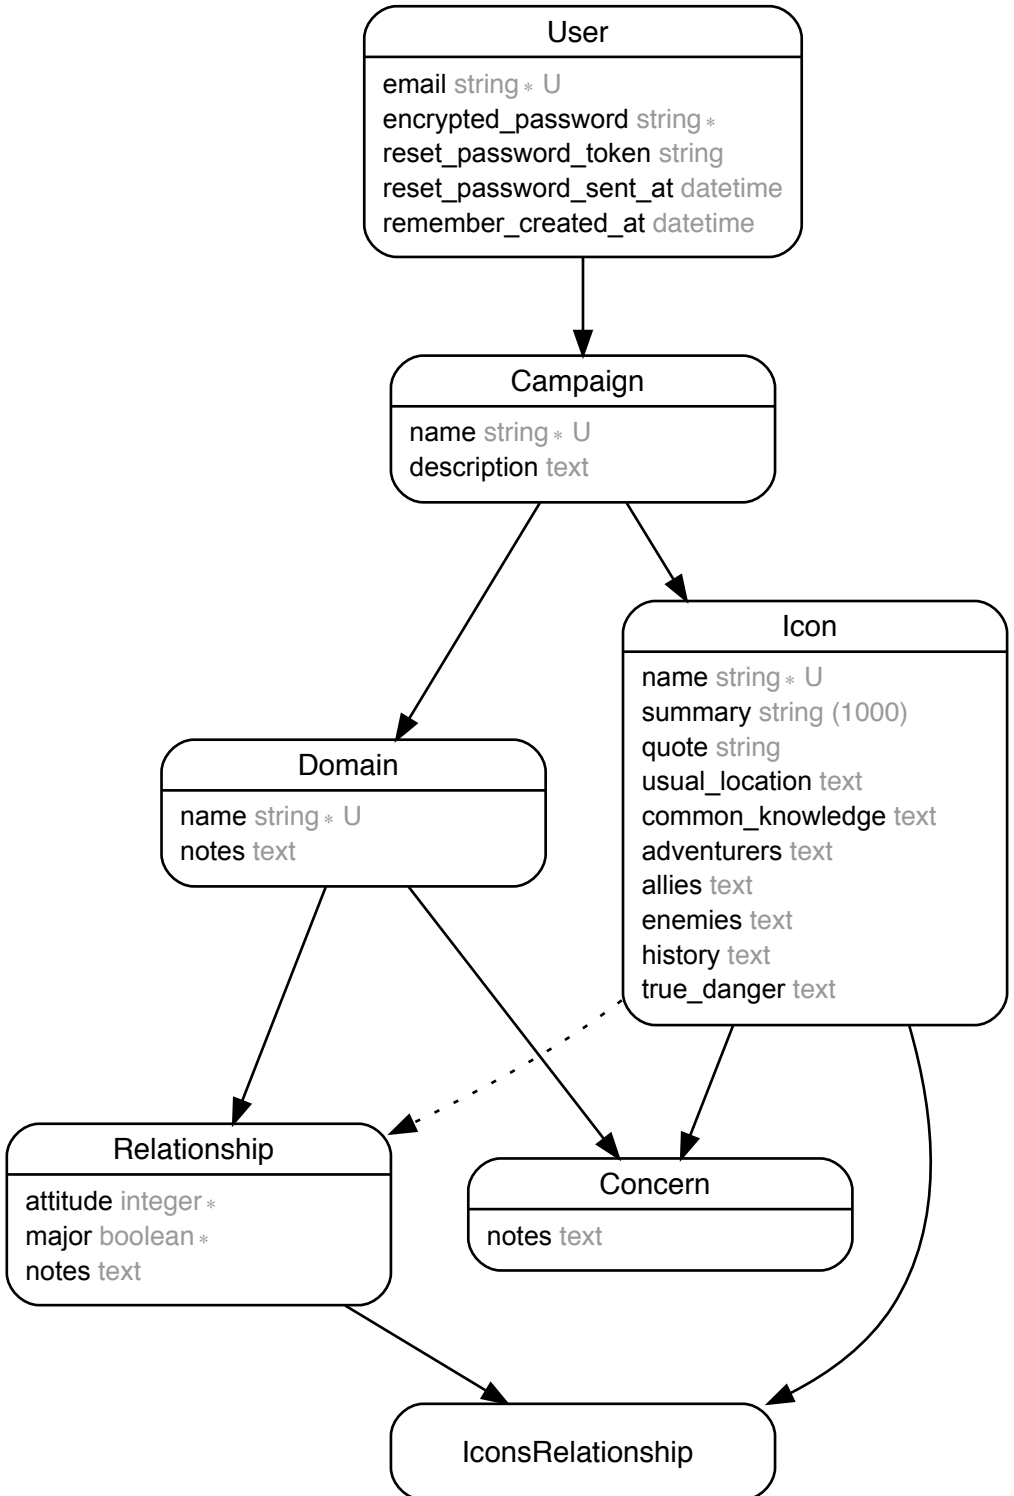 User
email string* U
encrypted_password string*
reset_password_token string
reset_password_sent_at datetime
remember_created_at datetime
Campaign
name string* U
description text
Icon
name string* U
summary string (1000)
quote string
usual_location text
common_knowledge text
adventurers text
allies text
enemies text
history text
true_danger text
Domain
name string* U
notes text
Relationship
attitude integer*
major boolean*
notes text
Concern
notes text
IconsRelationship